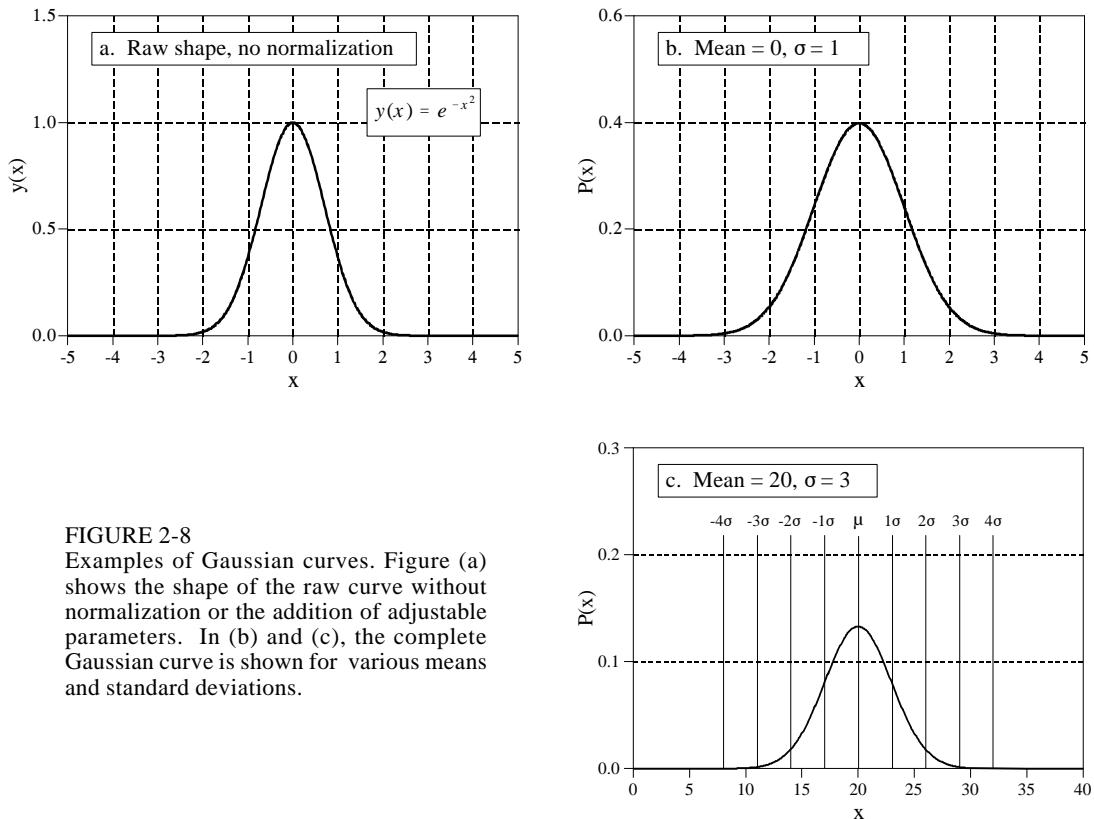 a. Raw shape, no normalization
y(x) = e^{-x^2}
1.5
1.0
0.5
0.0
y(x)
-5 -4 -3 -2 -1 0 1 2 3 4 5
x
b. Mean = 0, σ = 1
0.6
0.4
0.2
0.0
P(x)
-5 -4 -3 -2 -1 0 1 2 3 4 5
x
FIGURE 2-8
Examples of Gaussian curves. Figure (a)
shows the shape of the raw curve without
normalization or the addition of adjustable
parameters. In (b) and (c), the complete
Gaussian curve is shown for various means
and standard deviations.
c. Mean = 20, σ = 3
-4σ -3σ -2σ -1σ μ 1σ 2σ 3σ 4σ
0.3
0.2
0.1
0.0
P(x)
0 5 10 15 20 25 30 35 40
x